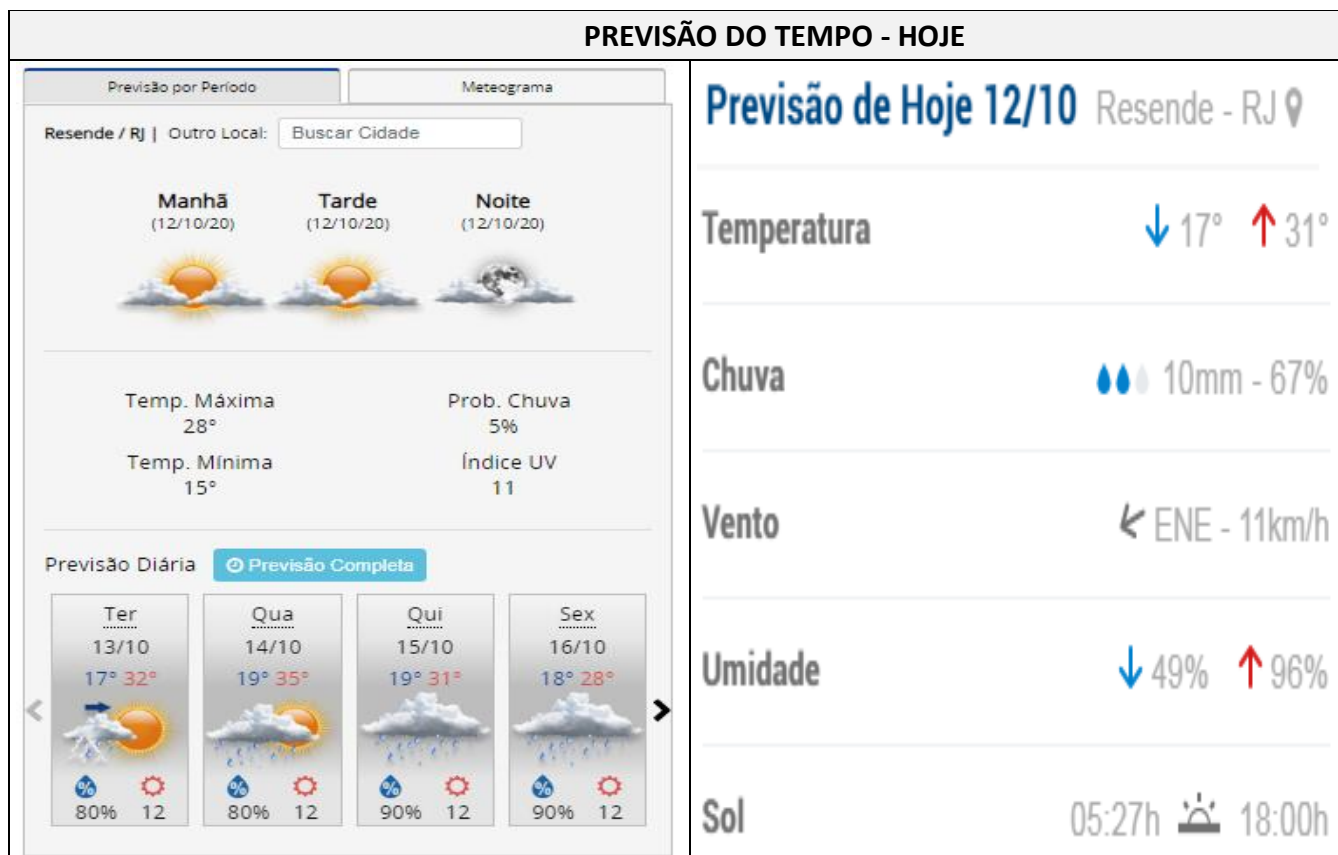 PREVISÃO DO TEMPO - HOJE
Previsão por Período Meteograma
Resende / RJ | Outro Local: Buscar Cidade
Manhã Tarde Noite
(12/10/20) (12/10/20) (12/10/20)
Temp. Máxima Prob. Chuva
28° 5%
Temp. Mínima Índice UV
15° 11
Previsão Diária Previsão Completa
Ter Qua Qui Sex
13/10 14/10 15/10 16/10
17° 32° 19° 35° 19° 31° 18° 28°
% % % %
80% 12 80% 12 90% 12 90% 12
Previsão de Hoje 12/10 Resende - RJ
Temperatura 17° 31°
Chuva 10mm - 67%
Vento ENE - 11km/h
Umidade 49% 96%
Sol 05:27h 18:00h